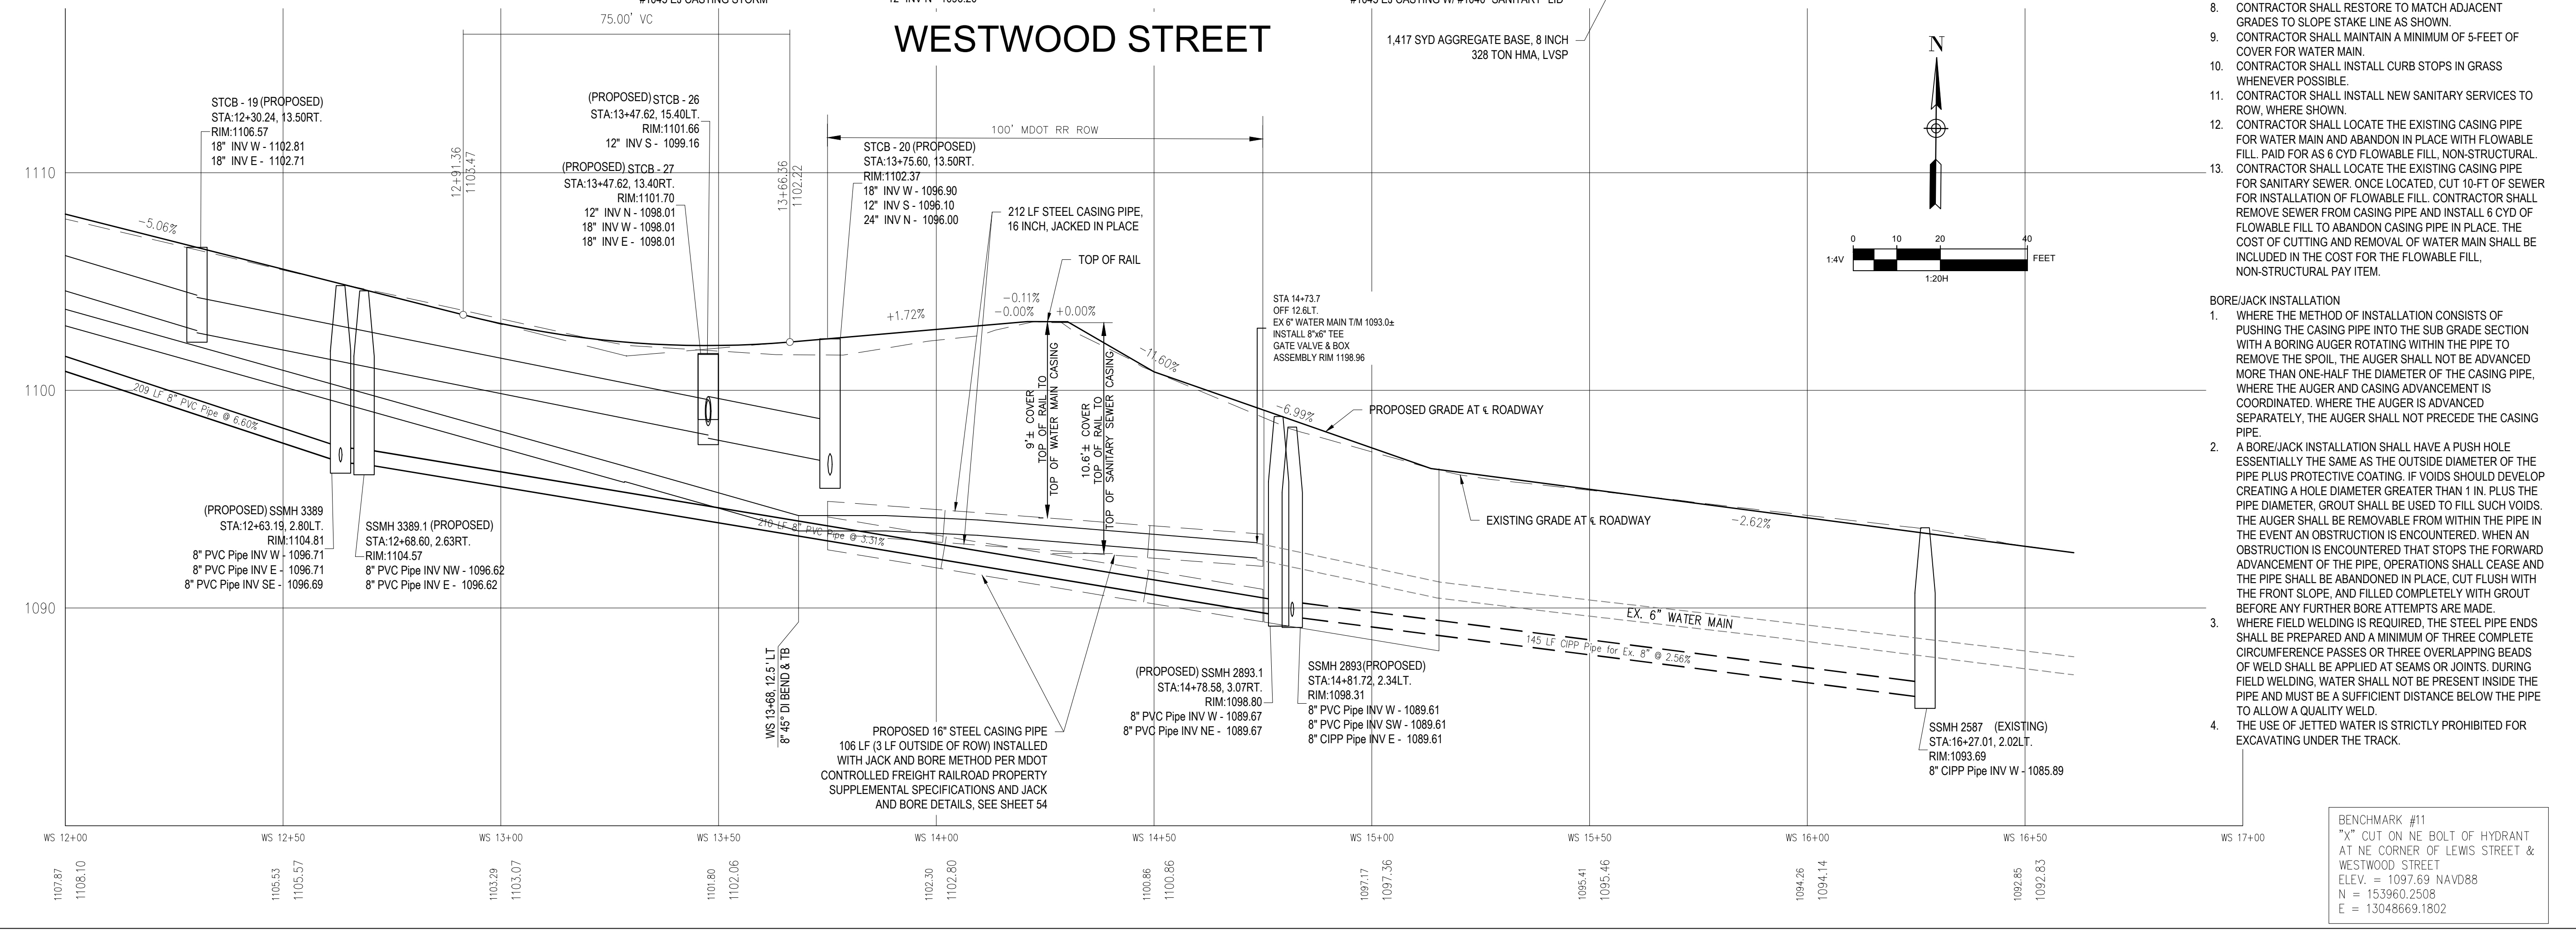 75.00' VC
WESTWOOD STREET
1,417 SYD AGGREGATE BASE, 8 INCH
328 TON HMA, LVSP
1110
1100
1090
STCB - 19 (PROPOSED)
STA:12+30.24, 13.50RT.
RIM:1106.57
18" INV W - 1102.81
18" INV E - 1102.71
-5.06%
12+91.36
1103.47
(PROPOSED) STCB - 26
STA:13+47.62, 15.40LT.
RIM:1101.66
12" INV S - 1099.16
(PROPOSED) STCB - 27
STA:13+47.62, 13.40RT.
RIM:1101.70
12" INV N - 1098.01
18" INV W - 1098.01
18" INV E - 1098.01
13+66.36
1102.22
100' MDOT RR ROW
STCB - 20 (PROPOSED)
STA:13+75.60, 13.50RT.
RIM:1102.37
18" INV W - 1096.90
12" INV S - 1096.10
24" INV N - 1096.00
212 LF STEEL CASING PIPE,
16 INCH, JACKED IN PLACE
TOP OF RAIL
+1.72%
-0.11%
-0.00%
+0.00%
-11.60%
-6.99%
-2.62%
9'± COVER
TOP OF RAIL TO
TOP OF WATER MAIN CASING
10.6'± COVER
TOP OF RAIL TO
TOP OF SANITARY SEWER CASING
STA 14+73.7
OFF 12.6LT.
EX 6" WATER MAIN T/M 1093.0±
INSTALL 8"x6" TEE
GATE VALVE & BOX
ASSEMBLY RIM 1198.96
PROPOSED GRADE AT ℄ ROADWAY
EXISTING GRADE AT ℄ ROADWAY
209 LF 8" PVC Pipe @ 6.60%
210 LF 8" PVC Pipe @ 3.31%
EX. 6" WATER MAIN
145 LF CIPP Pipe for Ex. 8" @ 2.56%
(PROPOSED) SSMH 3389
STA:12+63.19, 2.80LT.
RIM:1104.81
8" PVC Pipe INV W - 1096.71
8" PVC Pipe INV E - 1096.71
8" PVC Pipe INV SE - 1096.69
SSMH 3389.1 (PROPOSED)
STA:12+68.60, 2.63RT.
RIM:1104.57
8" PVC Pipe INV NW - 1096.62
8" PVC Pipe INV E - 1096.62
WS 13+68, 12.5' LT
8" 45° DI BEND & TB
PROPOSED 16" STEEL CASING PIPE
106 LF (3 LF OUTSIDE OF ROW) INSTALLED
WITH JACK AND BORE METHOD PER MDOT
CONTROLLED FREIGHT RAILROAD PROPERTY
SUPPLEMENTAL SPECIFICATIONS AND JACK
AND BORE DETAILS, SEE SHEET 54
(PROPOSED) SSMH 2893.1
STA:14+78.58, 3.07RT.
RIM:1098.80
8" PVC Pipe INV W - 1089.67
8" PVC Pipe INV NE - 1089.67
SSMH 2893 (PROPOSED)
STA:14+81.72, 2.34LT.
RIM:1098.31
8" PVC Pipe INV W - 1089.61
8" PVC Pipe INV SW - 1089.61
8" CIPP Pipe INV E - 1089.61
SSMH 2587 (EXISTING)
STA:16+27.01, 2.02LT.
RIM:1093.69
8" CIPP Pipe INV W - 1085.89
WS 12+00 WS 12+50 WS 13+00 WS 13+50 WS 14+00 WS 14+50 WS 15+00 WS 15+50 WS 16+00 WS 16+50 WS 17+00
1107.87 1108.10 1105.53 1105.57 1103.29 1103.07 1101.80 1102.06 1102.30 1102.80 1100.86 1100.86 1097.17 1097.36 1095.41 1095.46 1094.26 1094.14 1092.85 1092.83
N
0 10 20 40
1:4V FEET
1:20H
8. CONTRACTOR SHALL RESTORE TO MATCH ADJACENT
GRADES TO SLOPE STAKE LINE AS SHOWN.
9. CONTRACTOR SHALL MAINTAIN A MINIMUM OF 5-FEET OF
COVER FOR WATER MAIN.
10. CONTRACTOR SHALL INSTALL CURB STOPS IN GRASS
WHENEVER POSSIBLE.
11. CONTRACTOR SHALL INSTALL NEW SANITARY SERVICES TO
ROW, WHERE SHOWN.
12. CONTRACTOR SHALL LOCATE THE EXISTING CASING PIPE
FOR WATER MAIN AND ABANDON IN PLACE WITH FLOWABLE
FILL. PAID FOR AS 6 CYD FLOWABLE FILL, NON-STRUCTURAL.
13. CONTRACTOR SHALL LOCATE THE EXISTING CASING PIPE
FOR SANITARY SEWER. ONCE LOCATED, CUT 10-FT OF SEWER
FOR INSTALLATION OF FLOWABLE FILL. CONTRACTOR SHALL
REMOVE SEWER FROM CASING PIPE AND INSTALL 6 CYD OF
FLOWABLE FILL TO ABANDON CASING PIPE IN PLACE. THE
COST OF CUTTING AND REMOVAL OF WATER MAIN SHALL BE
INCLUDED IN THE COST FOR THE FLOWABLE FILL,
NON-STRUCTURAL PAY ITEM.
BORE/JACK INSTALLATION
1. WHERE THE METHOD OF INSTALLATION CONSISTS OF
PUSHING THE CASING PIPE INTO THE SUB GRADE SECTION
WITH A BORING AUGER ROTATING WITHIN THE PIPE TO
REMOVE THE SPOIL, THE AUGER SHALL NOT BE ADVANCED
MORE THAN ONE-HALF THE DIAMETER OF THE CASING PIPE,
WHERE THE AUGER AND CASING ADVANCEMENT IS
COORDINATED. WHERE THE AUGER IS ADVANCED
SEPARATELY, THE AUGER SHALL NOT PRECEDE THE CASING
PIPE.
2. A BORE/JACK INSTALLATION SHALL HAVE A PUSH HOLE
ESSENTIALLY THE SAME AS THE OUTSIDE DIAMETER OF THE
PIPE PLUS PROTECTIVE COATING. IF VOIDS SHOULD DEVELOP
CREATING A HOLE DIAMETER GREATER THAN 1 IN. PLUS THE
PIPE DIAMETER, GROUT SHALL BE USED TO FILL SUCH VOIDS.
THE AUGER SHALL BE REMOVABLE FROM WITHIN THE PIPE IN
THE EVENT AN OBSTRUCTION IS ENCOUNTERED. WHEN AN
OBSTRUCTION IS ENCOUNTERED THAT STOPS THE FORWARD
ADVANCEMENT OF THE PIPE, OPERATIONS SHALL CEASE AND
THE PIPE SHALL BE ABANDONED IN PLACE, CUT FLUSH WITH
THE FRONT SLOPE, AND FILLED COMPLETELY WITH GROUT
BEFORE ANY FURTHER BORE ATTEMPTS ARE MADE.
3. WHERE FIELD WELDING IS REQUIRED, THE STEEL PIPE ENDS
SHALL BE PREPARED AND A MINIMUM OF THREE COMPLETE
CIRCUMFERENCE PASSES OR THREE OVERLAPPING BEADS
OF WELD SHALL BE APPLIED AT SEAMS OR JOINTS. DURING
FIELD WELDING, WATER SHALL NOT BE PRESENT INSIDE THE
PIPE AND MUST BE A SUFFICIENT DISTANCE BELOW THE PIPE
TO ALLOW A QUALITY WELD.
4. THE USE OF JETTED WATER IS STRICTLY PROHIBITED FOR
EXCAVATING UNDER THE TRACK.
BENCHMARK #11
"X" CUT ON NE BOLT OF HYDRANT
AT NE CORNER OF LEWIS STREET &
WESTWOOD STREET
ELEV. = 1097.69 NAVD88
N = 153960.2508
E = 13048669.1802